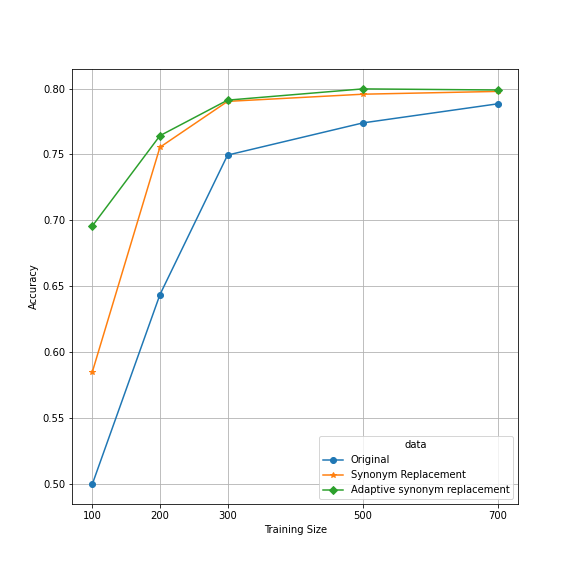 0.80
0.75
0.70
0.65
0.60
0.55
0.50
Accuracy
100 200 300 500 700
Training Size
data
Original
Synonym Replacement
Adaptive synonym replacement